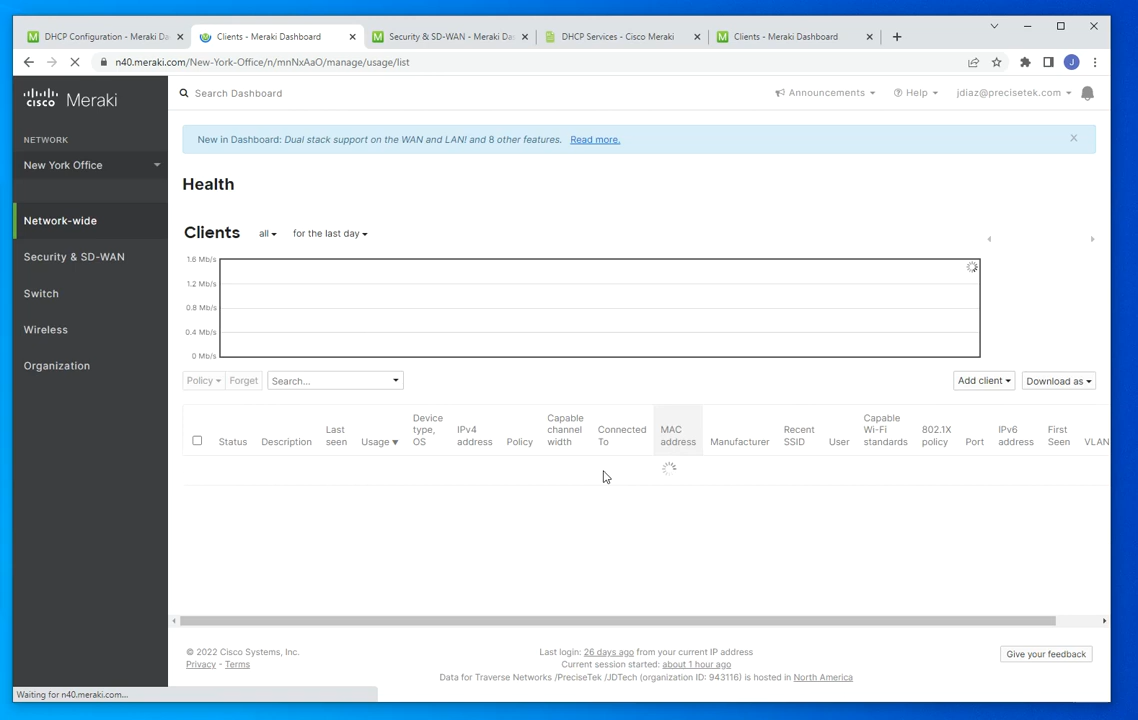 DHCP Configuration - Meraki Da
Clients - Meraki Dashboard
Security & SD-WAN - Meraki Das
DHCP Services - Cisco Meraki
Clients - Meraki Dashboard
n40.meraki.com/New-York-Office/n/mnNxAaO/manage/usage/list
J
CISCO Meraki
Search Dashboard
Announcements
Help
jdiaz@precisetek.com
NETWORK
New York Office
Network-wide
Security & SD-WAN
Switch
Wireless
Organization
New in Dashboard: Dual stack support on the WAN and LAN! and 8 other features. Read more.
Health
Clients all for the last day
1.6 Mb/s
1.2 Mb/s
0.8 Mb/s
0.4 Mb/s
0 Mb/s
Policy Forget Search... Add client Download as
Status
Description
Last
seen
Usage
Device
type,
OS
IPv4
address
Policy
Capable
channel
width
Connected
To
MAC
address
Manufacturer
Recent
SSID
User
Capable
Wi-Fi
standards
802.1X
policy
Port
IPv6
address
First
Seen
VLAN
© 2022 Cisco Systems, Inc.
Privacy - Terms
Last login: 26 days ago from your current IP address
Current session started: about 1 hour ago
Data for Traverse Networks /PreciseTek /JDTech (organization ID: 943116) is hosted in North America
Give your feedback
Waiting for n40.meraki.com...